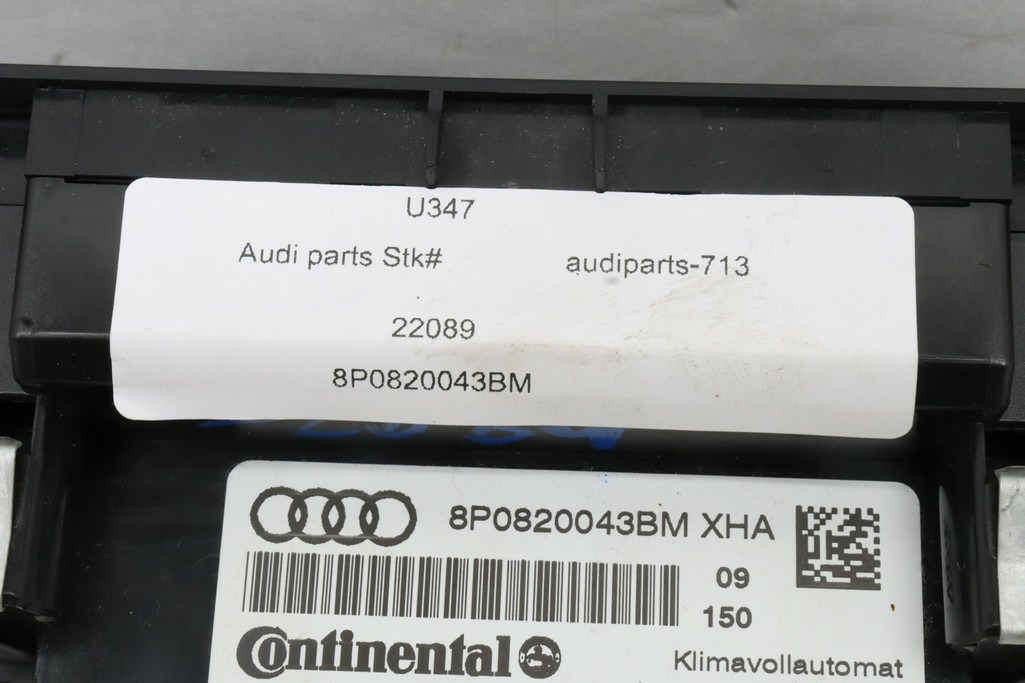 U347
Audi parts Stk# audiparts-713
22089
8P0820043BM
8P0820043BM XHA
09
150
Continental
Klimavollautomat